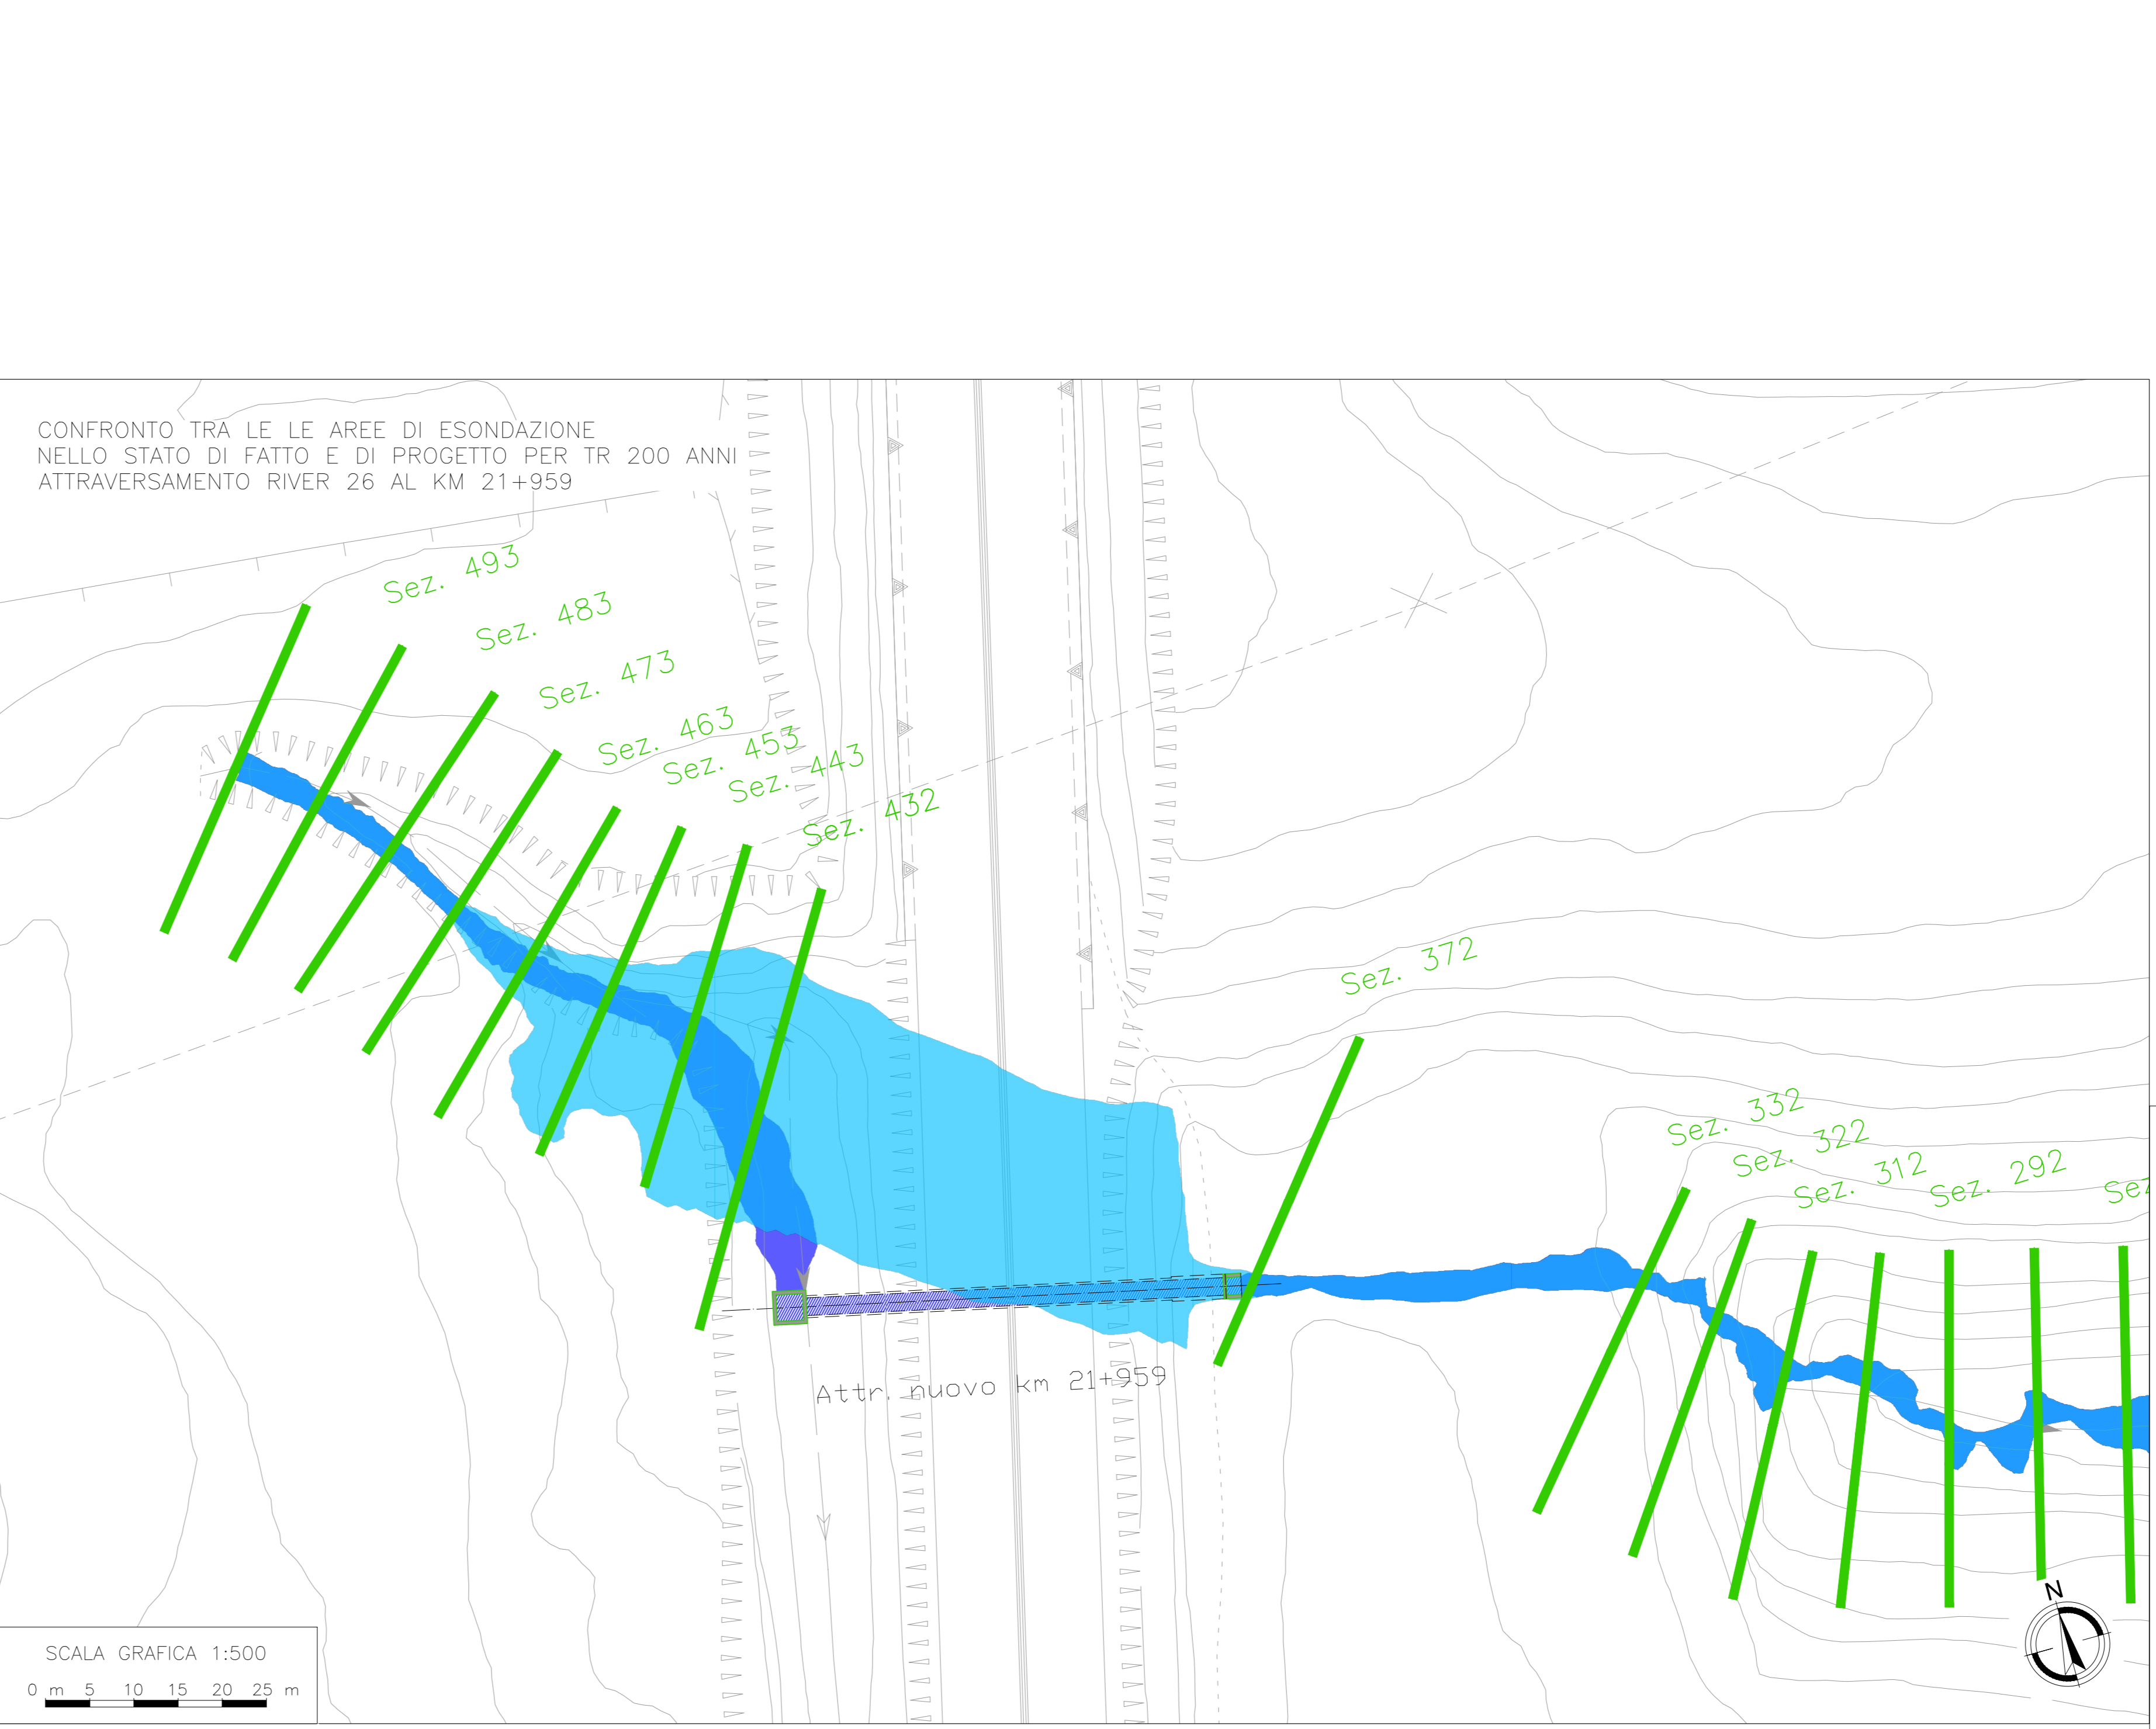 CONFRONTO TRA LE LE AREE DI ESONDAZIONE
NELLO STATO DI FATTO E DI PROGETTO PER TR 200 ANNI
ATTRAVERSAMENTO RIVER 26 AL KM 21+959
Sez. 493
Sez. 483
Sez. 473
Sez. 463
Sez. 453
Sez. 443
Sez. 432
Sez. 372
Sez. 332
Sez. 322
Sez. 312
Sez. 292
Attr. nuovo km 21+959
N
SCALA GRAFICA 1:500
0 m 5 10 15 20 25 m